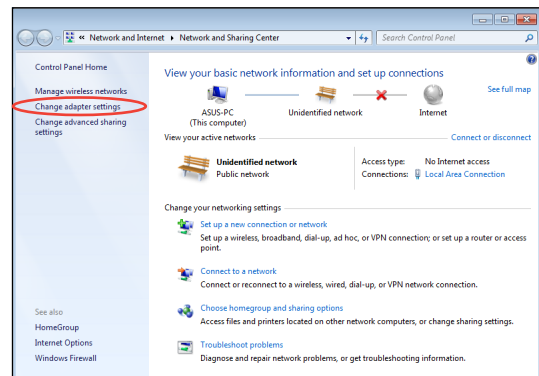 « Network and Internet ▸ Network and Sharing Center
Search Control Panel
Control Panel Home
Manage wireless networks
Change adapter settings
Change advanced sharing
settings
See also
HomeGroup
Internet Options
Windows Firewall
View your basic network information and set up connections
See full map
ASUS-PC
(This computer)
Unidentified network
Internet
View your active networks
Connect or disconnect
Unidentified network
Public network
Access type: No Internet access
Connections: Local Area Connection
Change your networking settings
Set up a new connection or network
Set up a wireless, broadband, dial-up, ad hoc, or VPN connection; or set up a router or access
point.
Connect to a network
Connect or reconnect to a wireless, wired, dial-up, or VPN network connection.
Choose homegroup and sharing options
Access files and printers located on other network computers, or change sharing settings.
Troubleshoot problems
Diagnose and repair network problems, or get troubleshooting information.